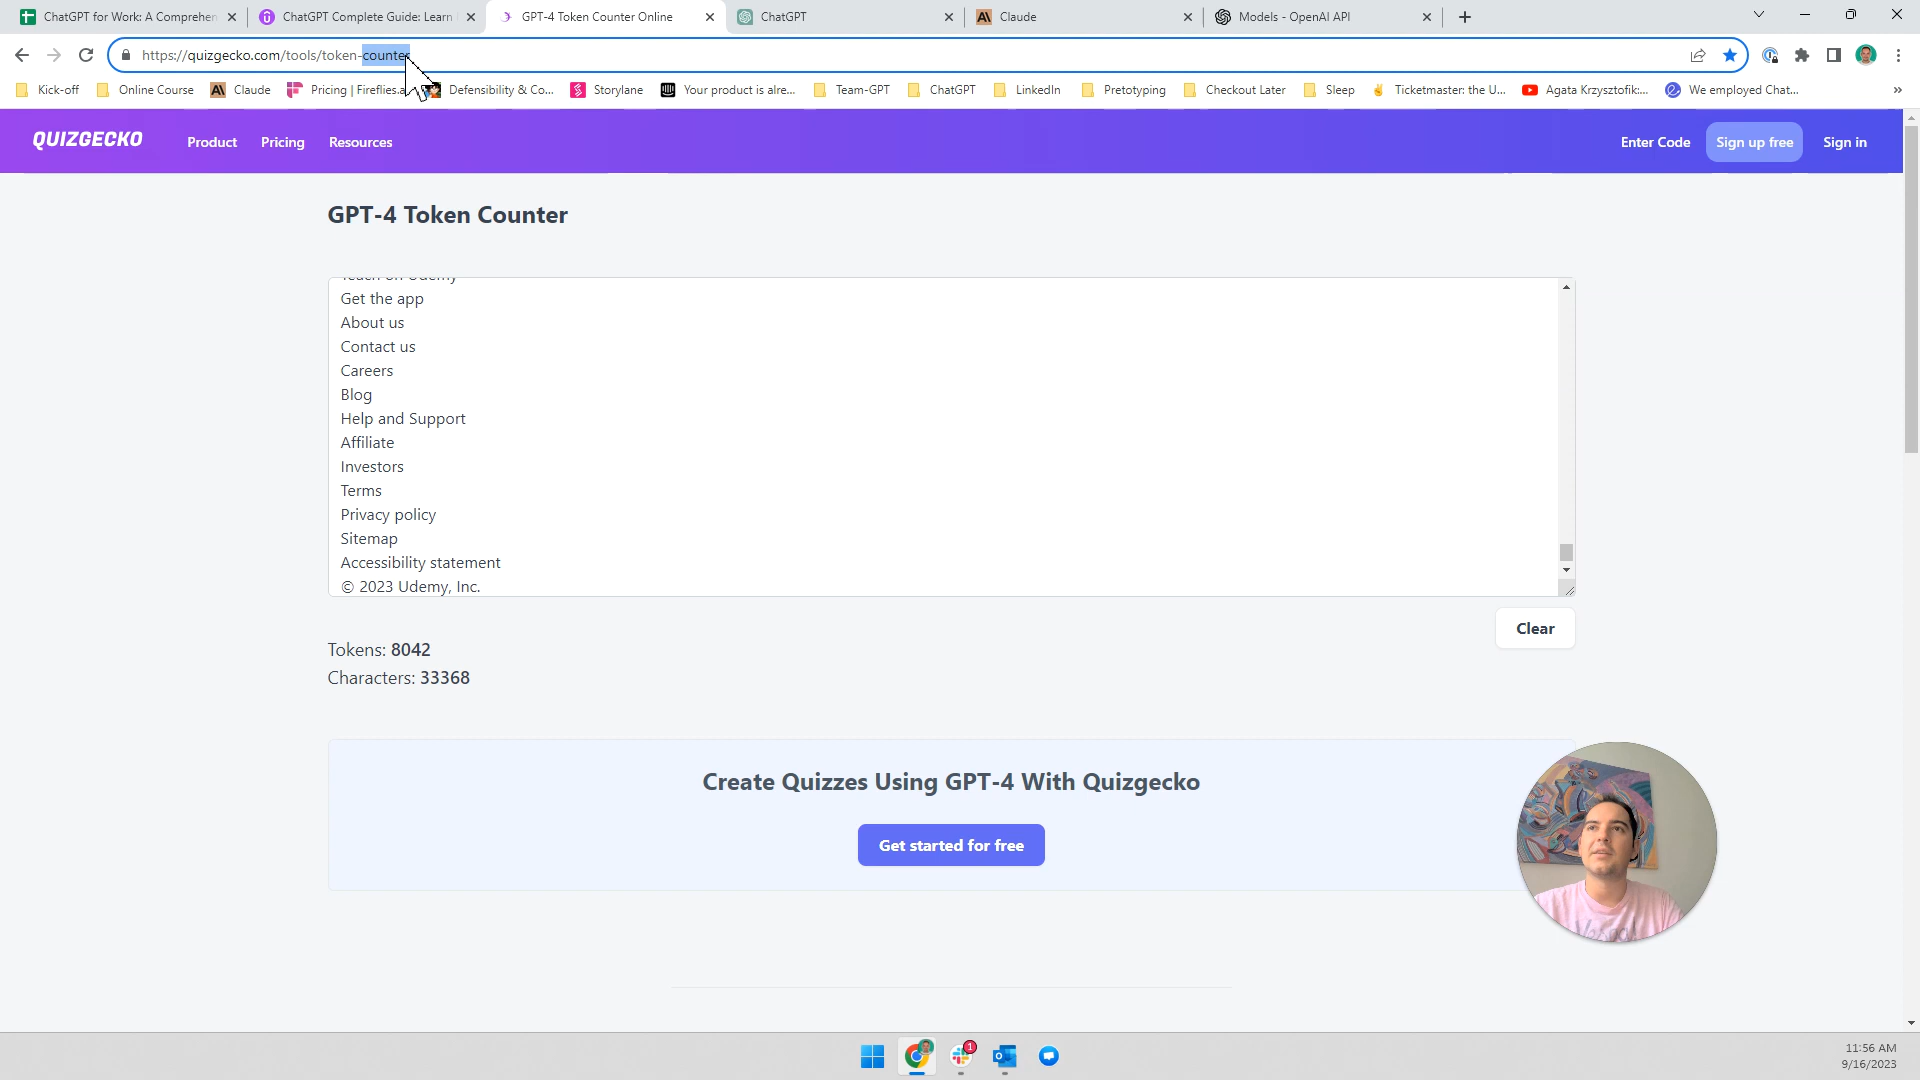 ChatGPT for Work: A Comprehen
ChatGPT Complete Guide: Learn
GPT-4 Token Counter Online
ChatGPT
Claude
Models - OpenAI API
https://quizgecko.com/tools/token-counter
Kick-off
Online Course
Claude
Pricing | Fireflies.a
Defensibility & Co...
Storylane
Your product is alre...
Team-GPT
ChatGPT
LinkedIn
Pretotyping
Checkout Later
Sleep
Ticketmaster: the U...
Agata Krzysztofik:...
We employed Chat...
QUIZGECKO
Product
Pricing
Resources
Enter Code
Sign up free
Sign in
GPT-4 Token Counter
Teach on Udemy
Get the app
About us
Contact us
Careers
Blog
Help and Support
Affiliate
Investors
Terms
Privacy policy
Sitemap
Accessibility statement
© 2023 Udemy, Inc.
Clear
Tokens: 8042
Characters: 33368
Create Quizzes Using GPT-4 With Quizgecko
Get started for free
1
11:56 AM
9/16/2023